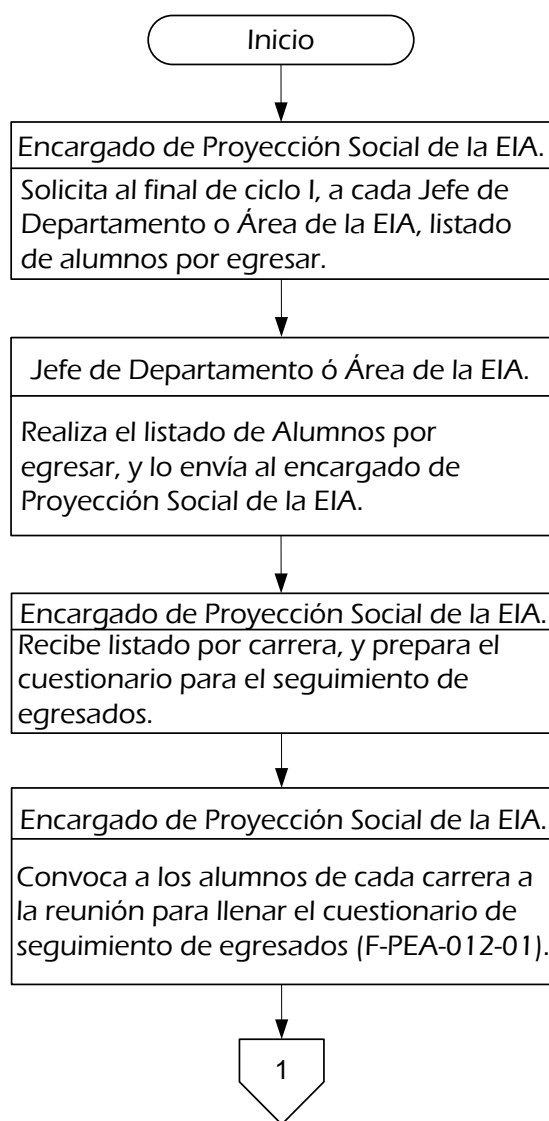 Inicio
Encargado de Proyección Social de la EIA.
Solicita al final de ciclo I, a cada Jefe de
Departamento o Área de la EIA, listado
de alumnos por egresar.
Jefe de Departamento ó Área de la EIA.
Realiza el listado de Alumnos por
egresar, y lo envía al encargado de
Proyección Social de la EIA.
Encargado de Proyección Social de la EIA.
Recibe listado por carrera, y prepara el
cuestionario para el seguimiento de
egresados.
Encargado de Proyección Social de la EIA.
Convoca a los alumnos de cada carrera a
la reunión para llenar el cuestionario de
seguimiento de egresados (F-PEA-012-01).
1